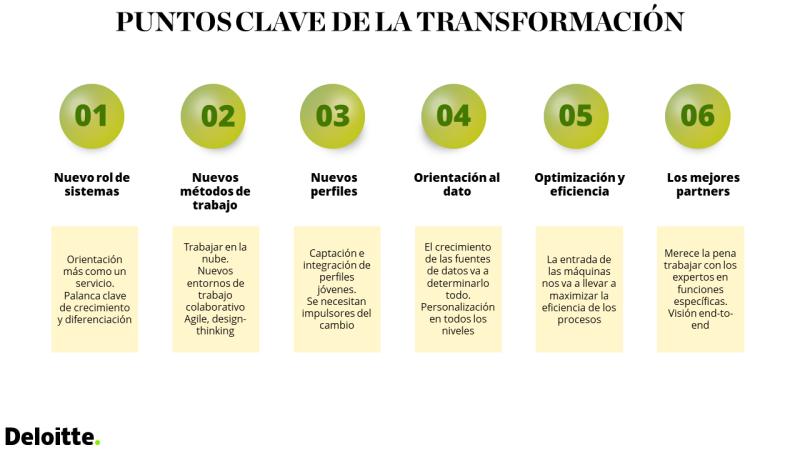 PUNTOS CLAVE DE LA TRANSFORMACIÓN
01
02
03
04
05
06
Nuevo rol de
sistemas
Nuevos
métodos de
trabajo
Nuevos
perfiles
Orientación al
dato
Optimización y
eficiencia
Los mejores
partners
Orientación
más como un
servicio.
Palanca clave
de crecimiento
y diferenciación
Trabajar en la
nube.
Nuevos
entornos de
trabajo
colaborativo
Agile, design-
thinking
Captación e
integración de
perfiles
jóvenes.
Se necesitan
impulsores del
cambio
El crecimiento
de las fuentes
de datos va a
determinarlo
todo.
Personalización
en todos los
niveles
La entrada de
las máquinas
nos va a llevar a
maximizar la
eficiencia de los
procesos
Merece la pena
trabajar con los
expertos en
funciones
específicas.
Visión end-to-
end
Deloitte.